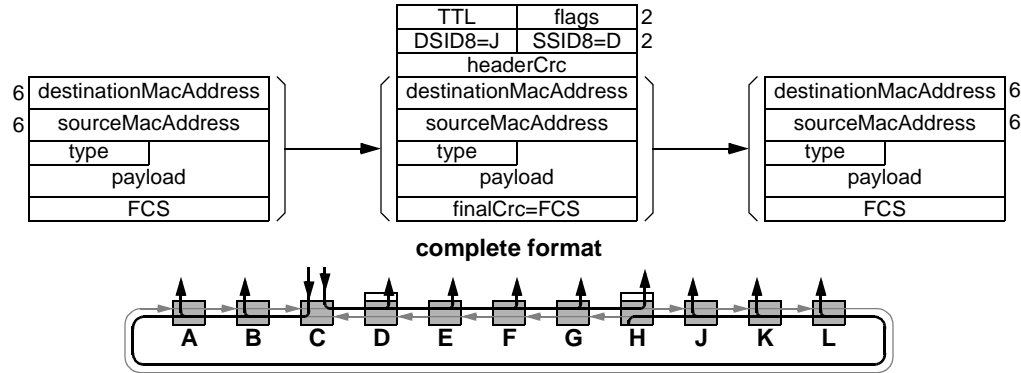 TTL flags 2
DSID8=J SSID8=D 2
headerCrc
6 destinationMacAddress
6 sourceMacAddress
type
payload
FCS
destinationMacAddress
sourceMacAddress
type
payload
finalCrc=FCS
destinationMacAddress 6
sourceMacAddress 6
type
payload
FCS
complete format
A B C D E F G H J K L